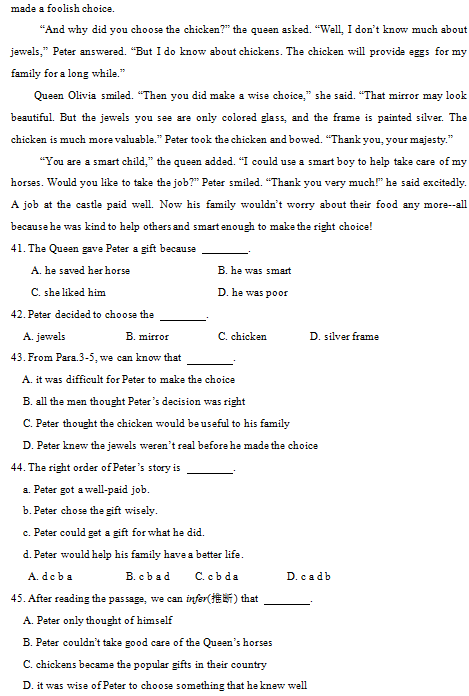 made a foolish choice.
“And why did you choose the chicken?” the queen asked. “Well, I don’t know much about
jewels,” Peter answered. “But I do know about chickens. The chicken will provide eggs for my
family for a long while.”
Queen Olivia smiled. “Then you did make a wise choice,” she said. “That mirror may look
beautiful. But the jewels you see are only colored glass, and the frame is painted silver. The
chicken is much more valuable.” Peter took the chicken and bowed. “Thank you, your majesty.”
“You are a smart child,” the queen added. “I could use a smart boy to help take care of my
horses. Would you like to take the job?” Peter smiled. “Thank you very much!” he said excitedly.
A job at the castle paid well. Now his family wouldn’t worry about their food any more--all
because he was kind to help others and smart enough to make the right choice!
41. The Queen gave Peter a gift because ________.
A. he saved her horse B. he was smart
C. she liked him D. he was poor
42. Peter decided to choose the ________.
A. jewels B. mirror C. chicken D. silver frame
43. From Para.3-5, we can know that ________.
A. it was difficult for Peter to make the choice
B. all the men thought Peter’s decision was right
C. Peter thought the chicken would be useful to his family
D. Peter knew the jewels weren’t real before he made the choice
44. The right order of Peter’s story is ________.
a. Peter got a well-paid job.
b. Peter chose the gift wisely.
c. Peter could get a gift for what he did.
d. Peter would help his family have a better life.
A. d c b a B. c b a d C. c b d a D. c a d b
45. After reading the passage, we can infer(推断) that ________.
A. Peter only thought of himself
B. Peter couldn’t take good care of the Queen’s horses
C. chickens became the popular gifts in their country
D. it was wise of Peter to choose something that he knew well